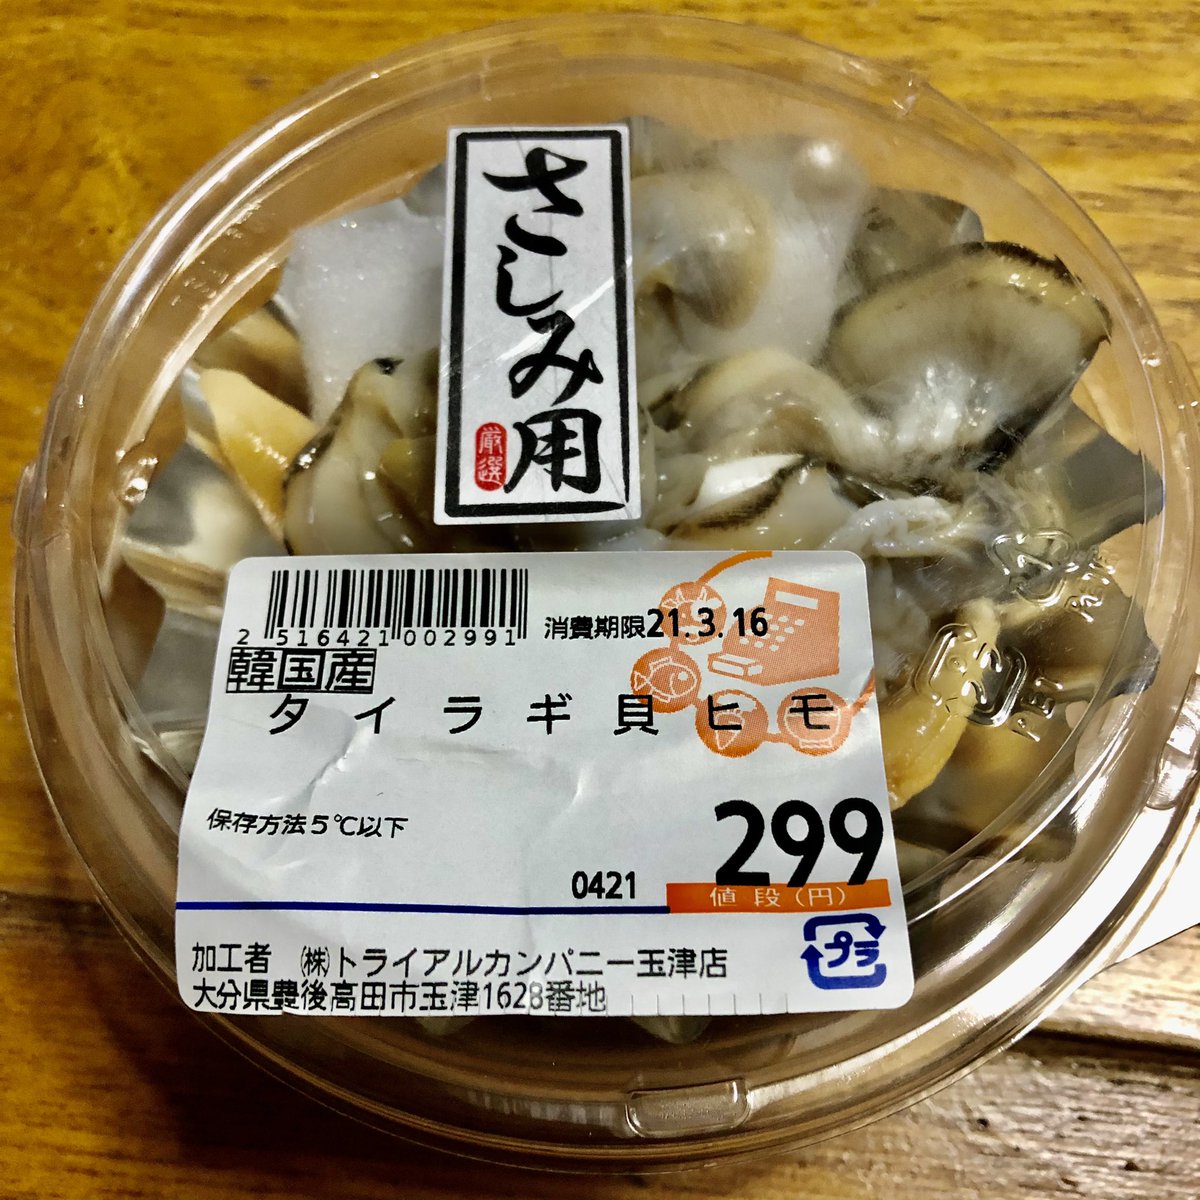 さしみ用
厳選
2 516421 002991
消費期限21.3.16
韓国産
タイラギ貝ヒモ
保存方法5℃以下
299
0421
値段(円)
プラ
加工者 (株)トライアルカンパニー玉津店
大分県豊後高田市玉津1628番地
PET